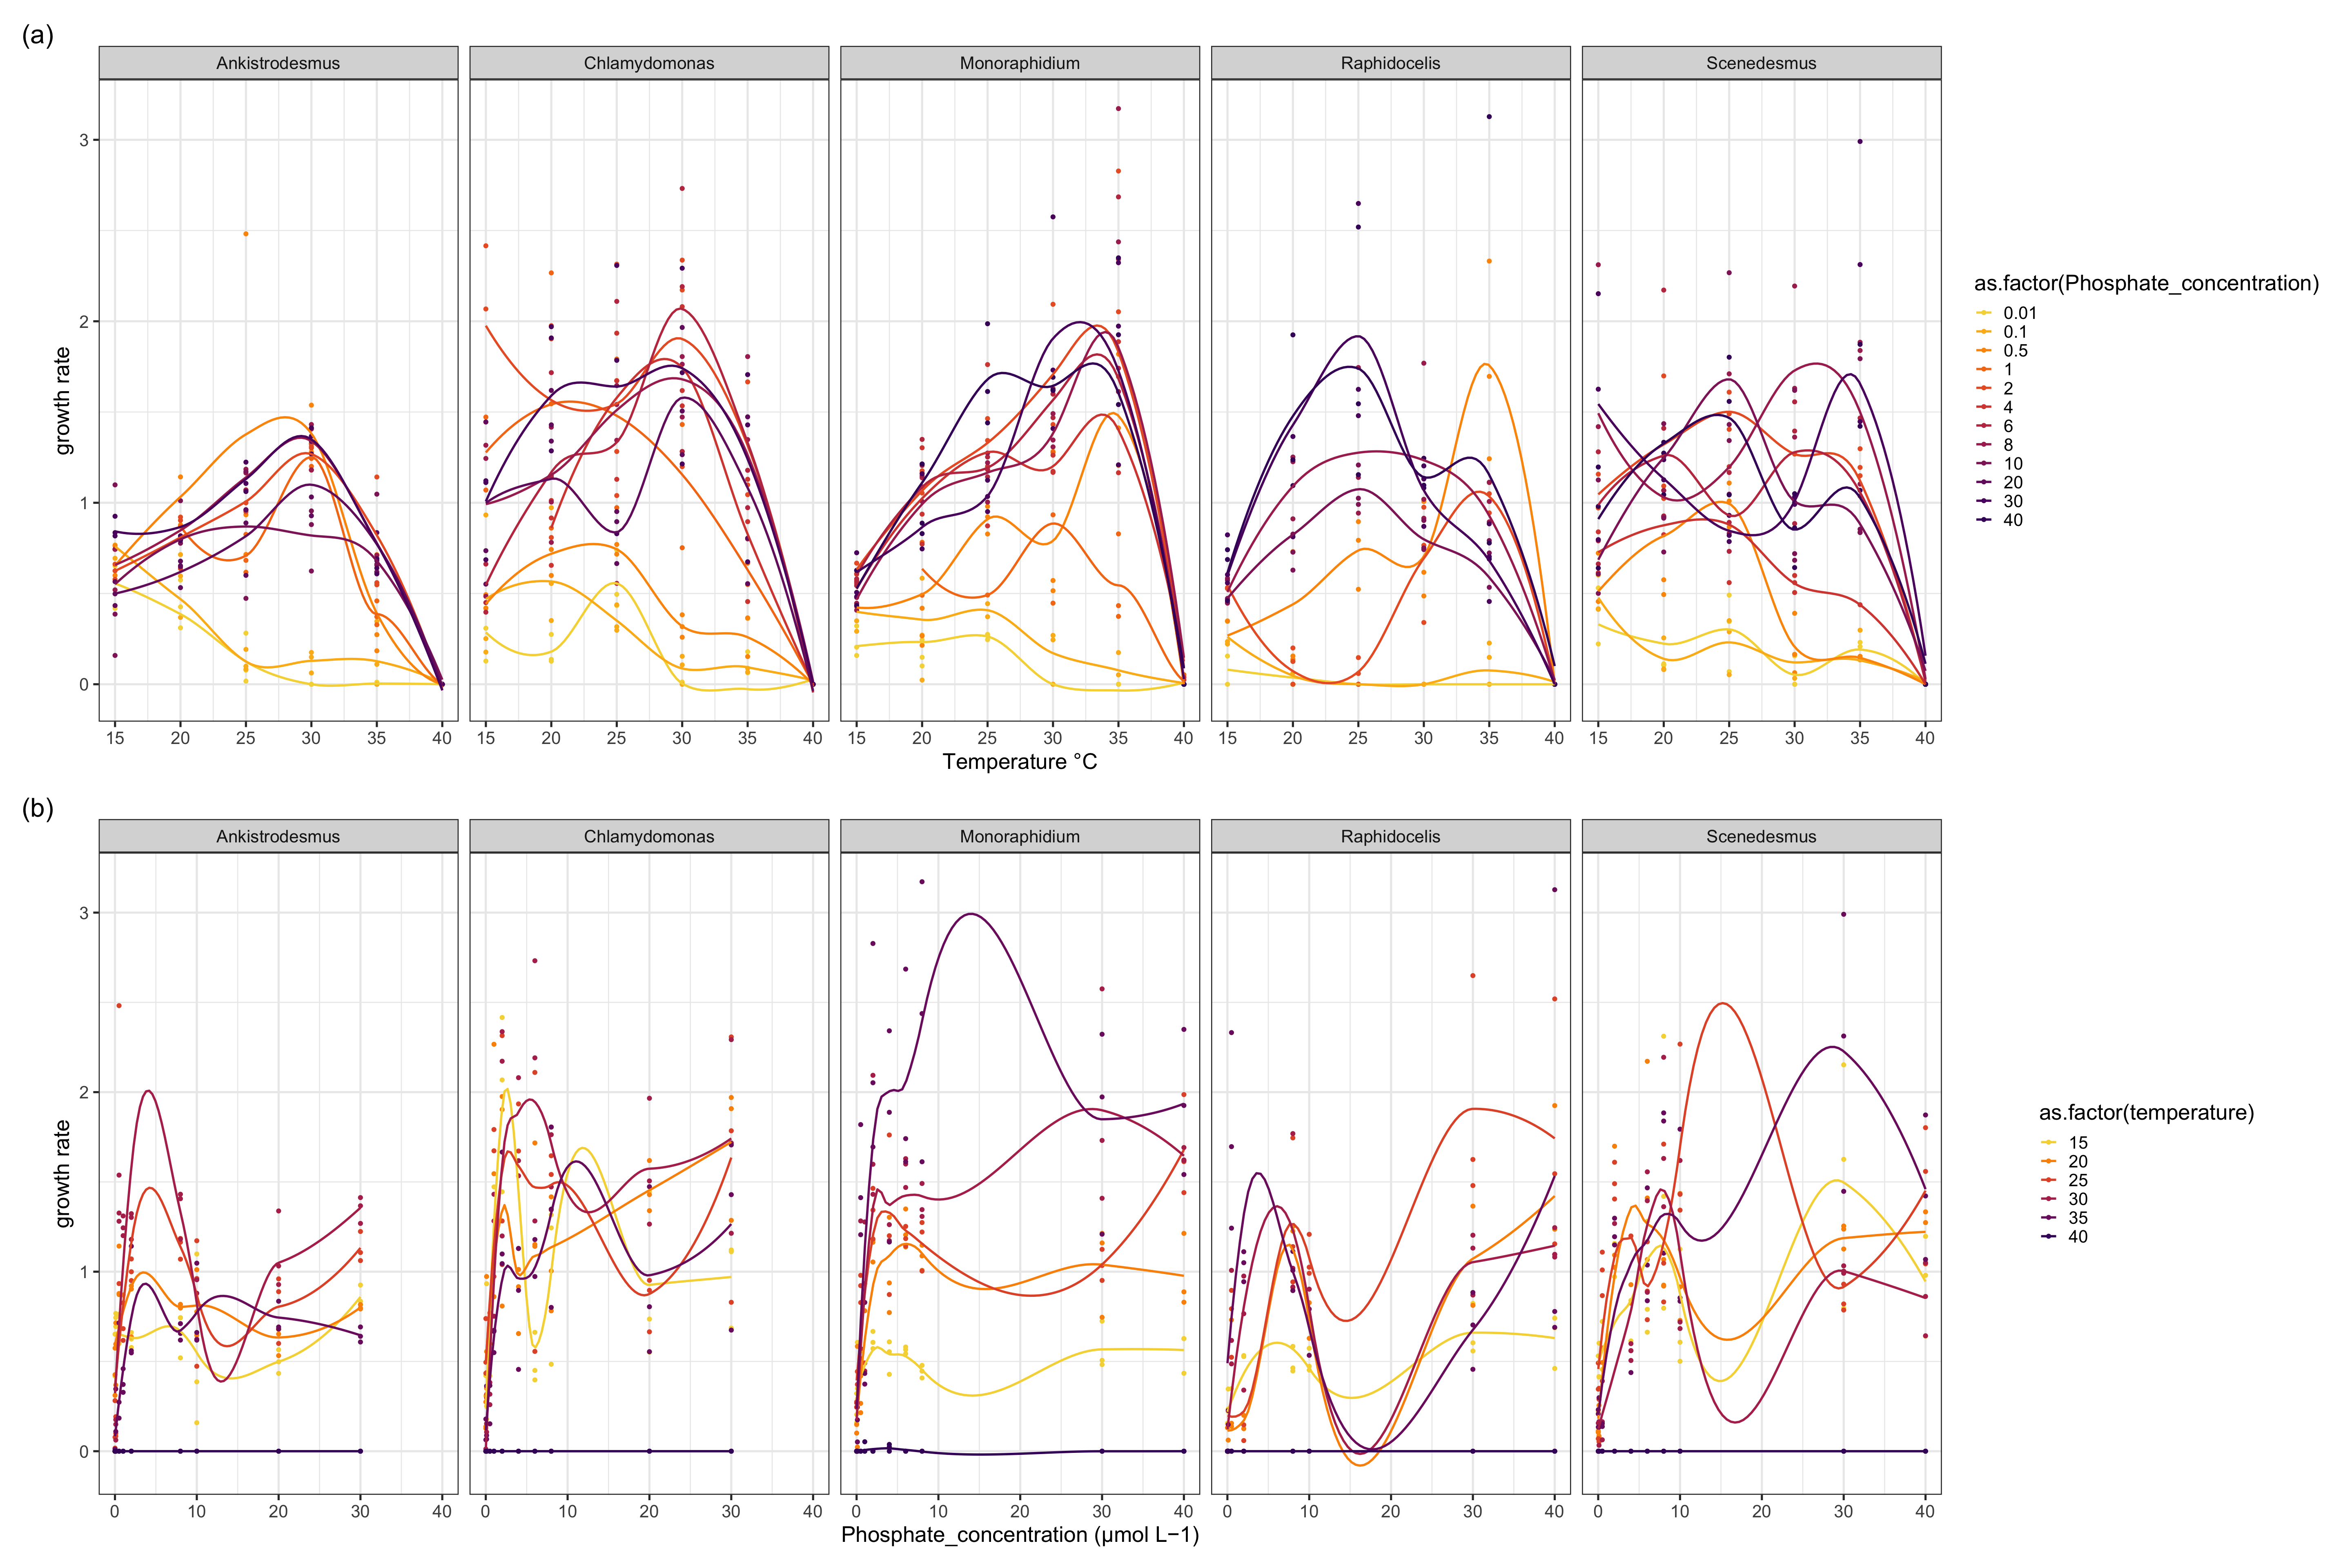 (a)
Ankistrodesmus Chlamydomonas Monoraphidium Raphidocelis Scenedesmus
growth rate
3
2
1
0
15 20 25 30 35 40 15 20 25 30 35 40 15 20 25 30 35 40 15 20 25 30 35 40 15 20 25 30 35 40
Temperature °C
as.factor(Phosphate_concentration)
0.01
0.1
0.5
1
2
4
6
8
10
20
30
40
(b)
Ankistrodesmus Chlamydomonas Monoraphidium Raphidocelis Scenedesmus
growth rate
3
2
1
0
0 10 20 30 40 0 10 20 30 40 0 10 20 30 40 0 10 20 30 40 0 10 20 30 40
Phosphate_concentration (µmol L−1)
as.factor(temperature)
15
20
25
30
35
40